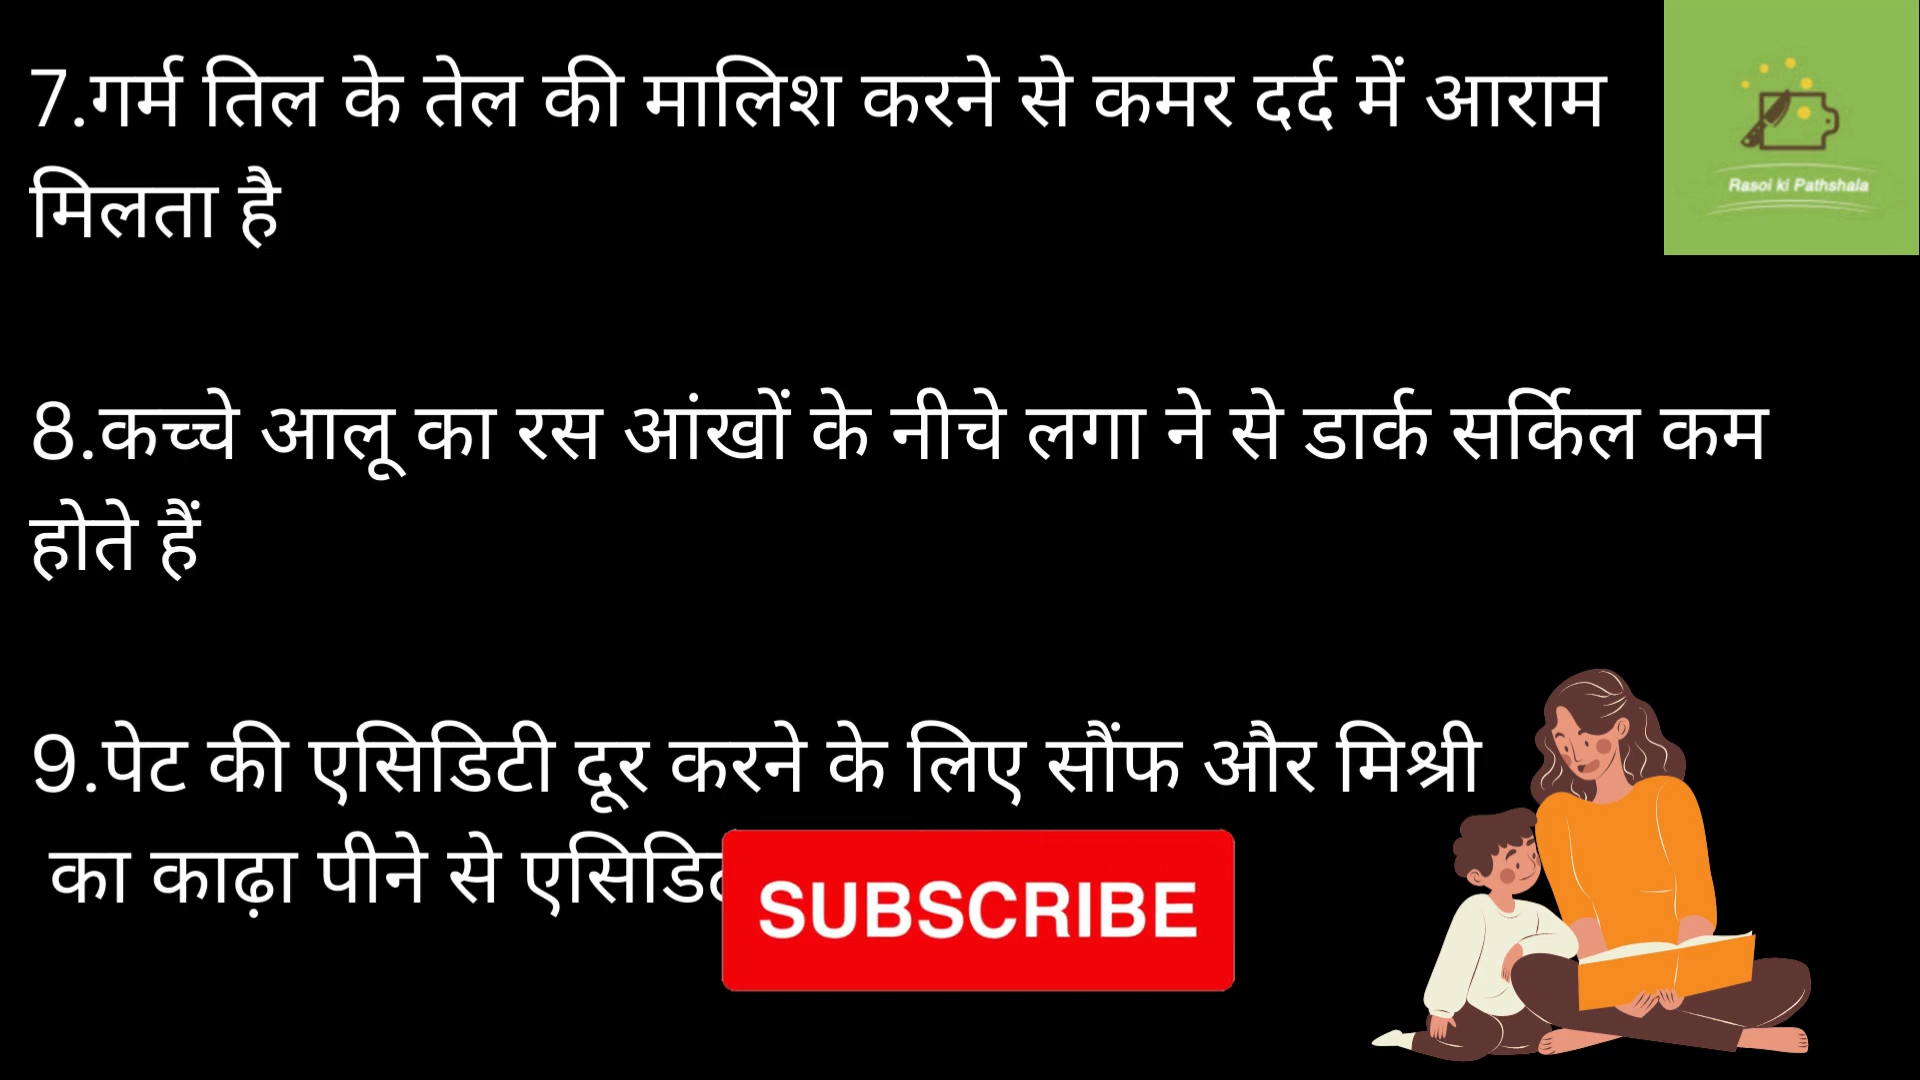 7.गर्म तिल के तेल की मालिश करने से कमर दर्द में आराम
मिलता है
Rasoi ki Pathshala
8.कच्चे आलू का रस आंखों के नीचे लगा ने से डार्क सर्किल कम
होते हैं
9.पेट की एसिडिटी दूर करने के लिए सौंफ और मिश्री
का काढ़ा पीने से
SUBSCRIBE